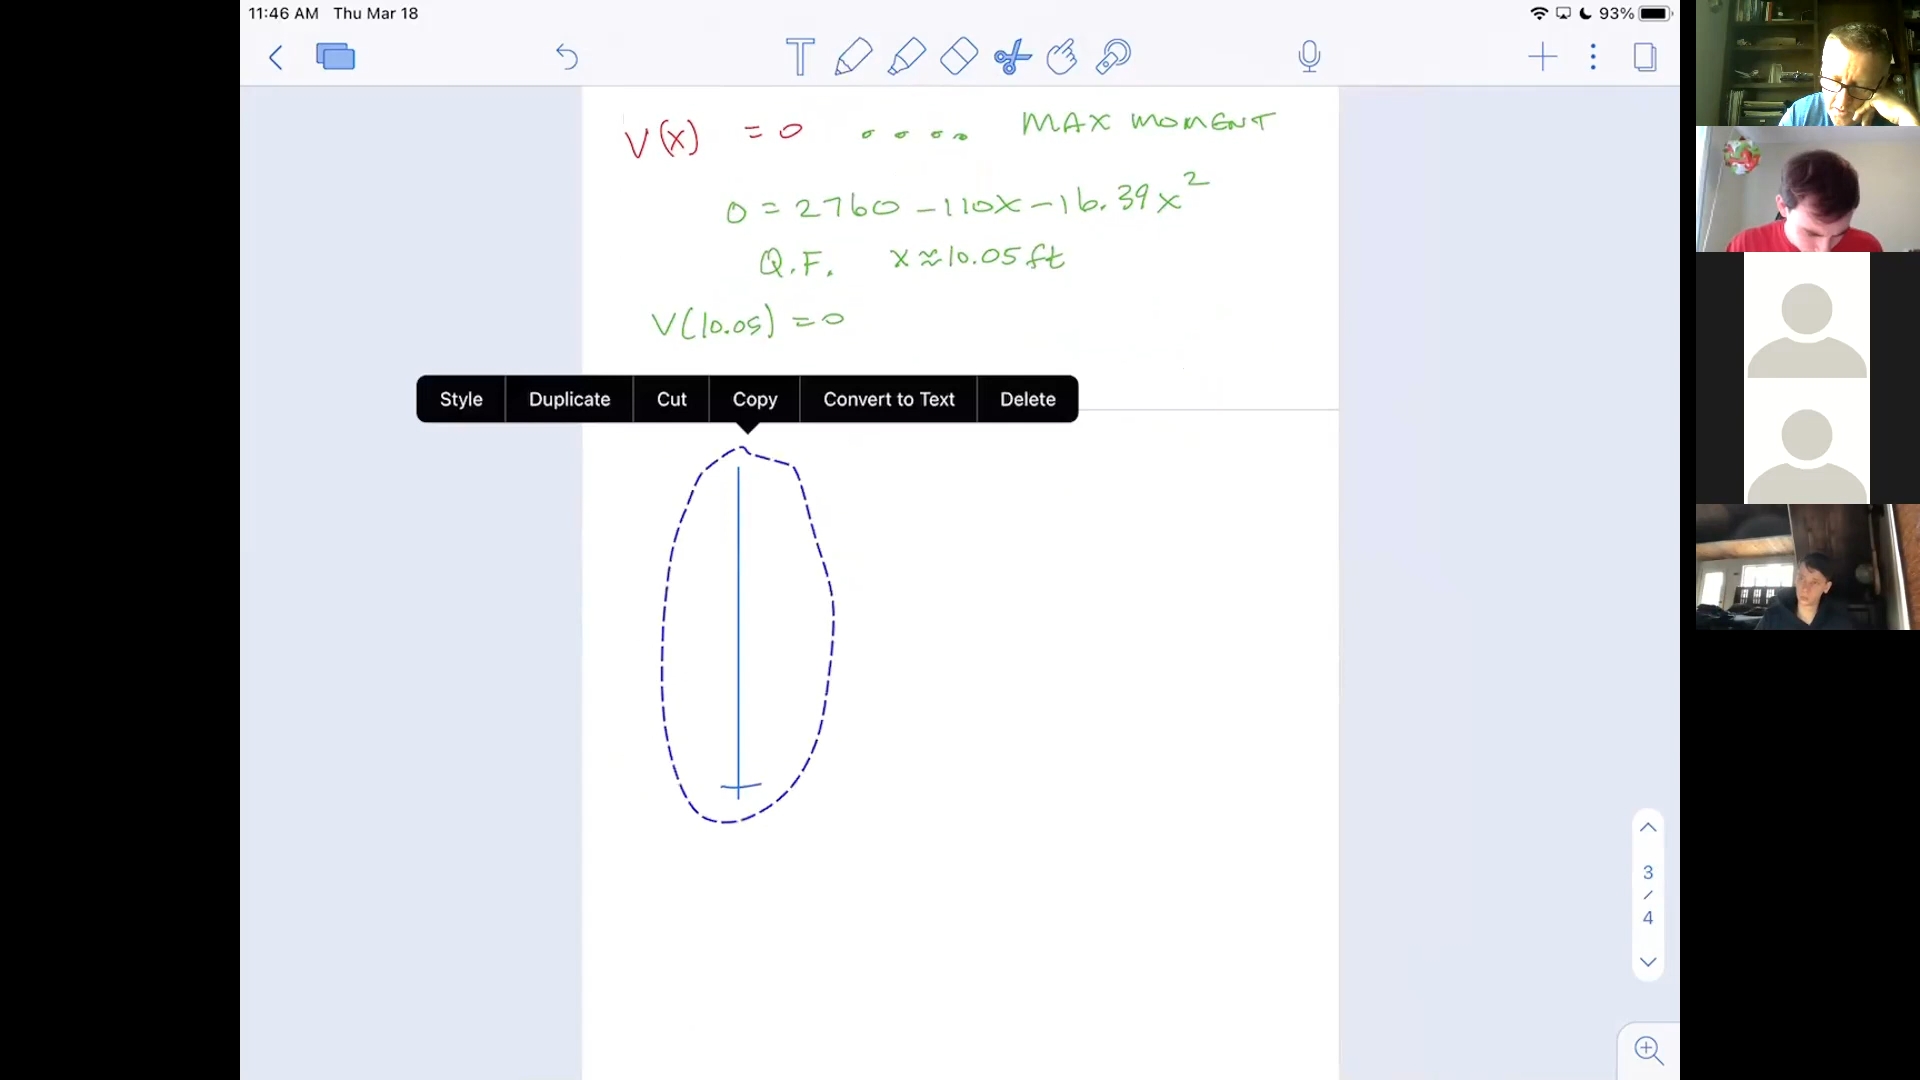 11:46 AM Thu Mar 18
93%
V(x) = 0 .... MAX MOMENT
0 = 2760 - 110x - 16.39x²
Q.F. x ≈ 10.05 ft
V(10.05) = 0
Style Duplicate Cut Copy Convert to Text Delete
3
/
4